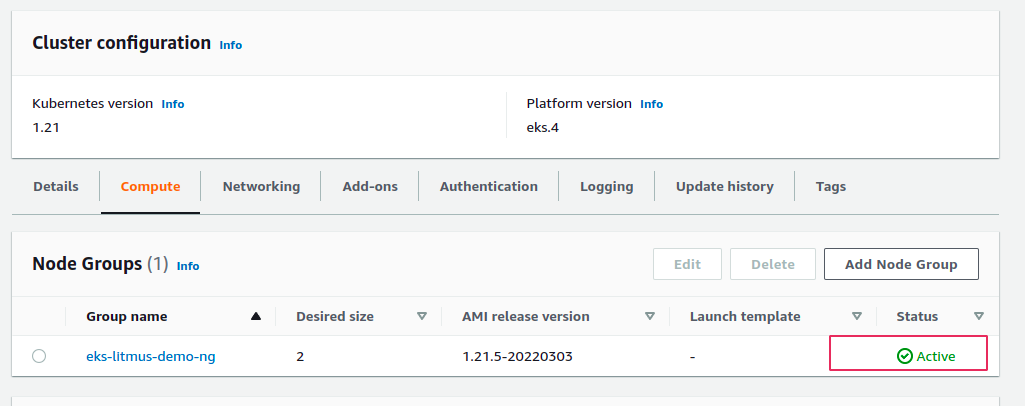 Cluster configuration Info
Kubernetes version Info Platform version Info
1.21 eks.4
Details Compute Networking Add-ons Authentication Logging Update history Tags
Node Groups (1) Info Edit Delete Add Node Group
Group name Desired size AMI release version Launch template Status
eks-litmus-demo-ng 2 1.21.5-20220303 - Active